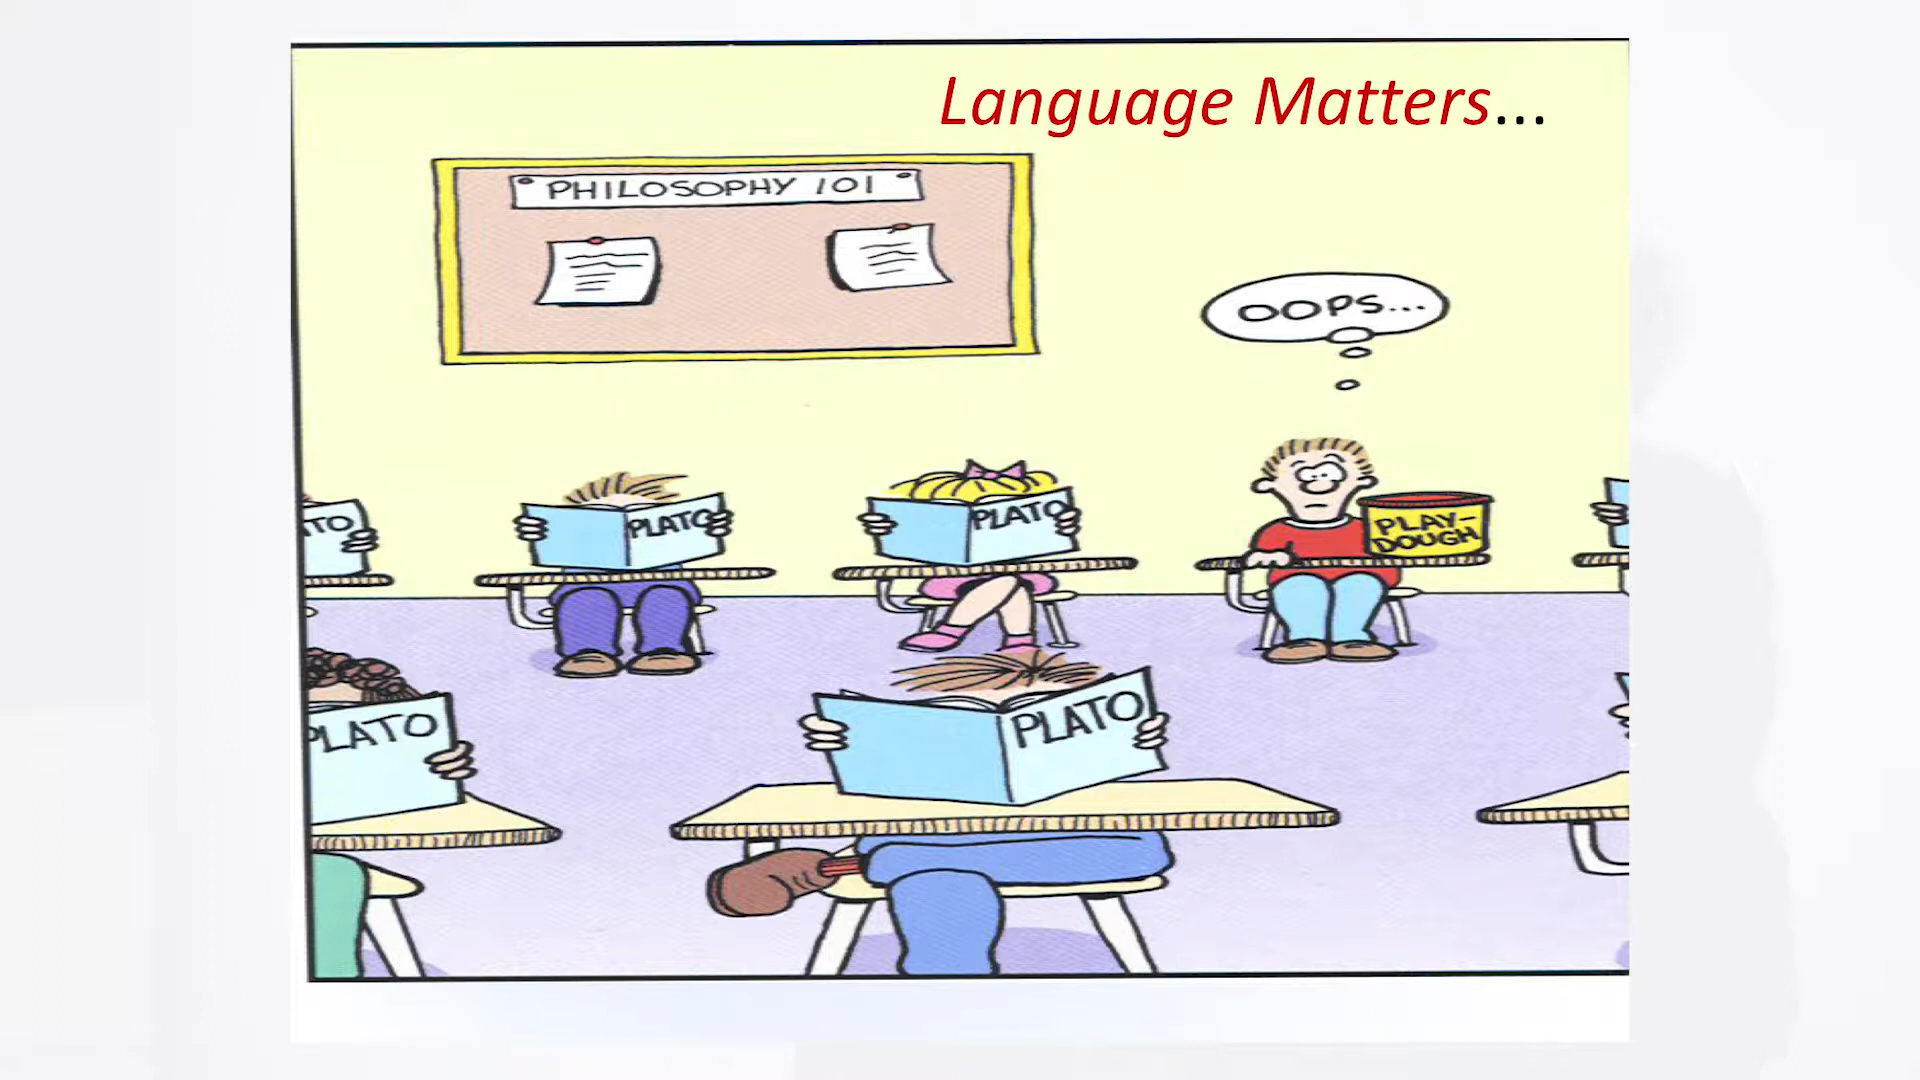 Language Matters...
PHILOSOPHY 101
OOPS...
TO
PLATO
PLATO
PLAY-
DOUGH
PLATO
PLATO